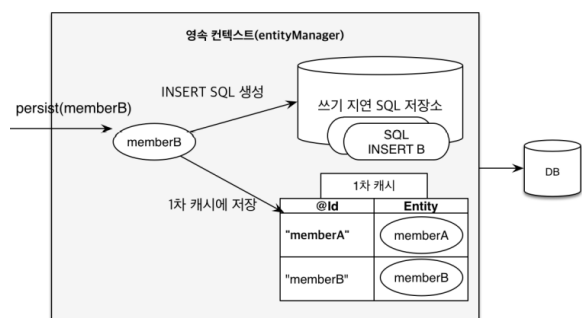 영속 컨텍스트(entityManager)
INSERT SQL 생성
persist(memberB)
쓰기 지연 SQL 저장소
memberB
SQL
INSERT B
DB
1차 캐시
1차 캐시에 저장
@Id Entity
"memberA" memberA
"memberB" memberB